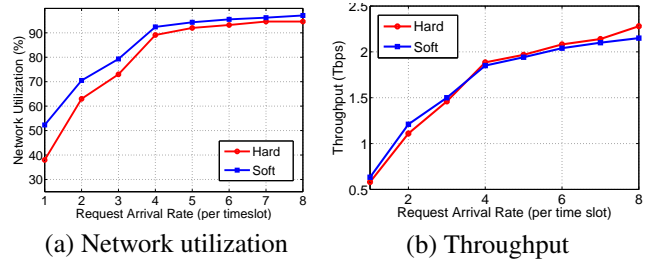 90
80
70
60
50
40
30
1 2 3 4 5 6 7 8
Network Utilization (%)
Request Arrival Rate (per timeslot)
Hard
Soft
(a) Network utilization
2.5
2
1.5
1
0.5
2 4 6 8
Throughput (Tbps)
Request Arrival Rate (per time slot)
Hard
Soft
(b) Throughput